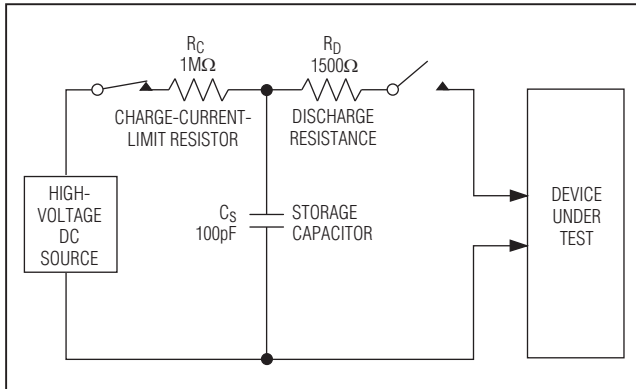 R_C
1MΩ
CHARGE-CURRENT-
LIMIT RESISTOR
R_D
1500Ω
DISCHARGE
RESISTANCE
HIGH-
VOLTAGE
DC
SOURCE
C_S
100pF
STORAGE
CAPACITOR
DEVICE
UNDER
TEST